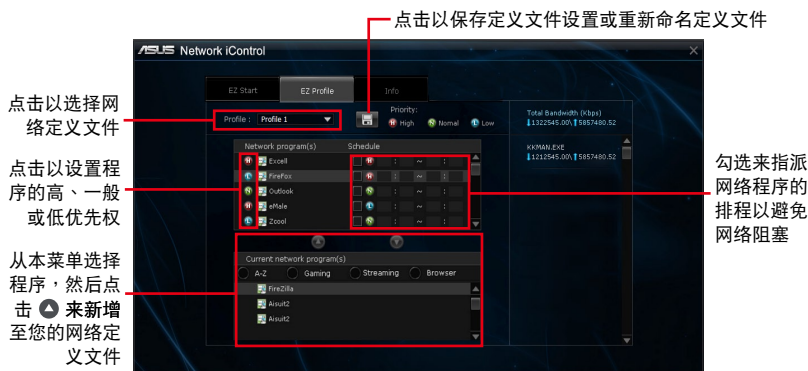 点击以保存定义文件设置或重新命名定义文件
ASUS Network iControl
EZ Start
EZ Profile
Info
点击以选择网
络定义文件
Profile : Profile 1
Priority:
H High N Nomal L Low
Total Bandwidth (Kbps)
1322545.00\ 5857480.52
KKMAN.EXE
1212545.00\ 5857480.52
点击以设置程
序的高、一般
或低优先权
Network program(s) Schedule
H Excell H : ~ :
L FireFox H : ~ :
N Outlook N : ~ :
H eMale L : ~ :
L Zcool N : ~ :
勾选来指派
网络程序的
排程以避免
网络阻塞
从本菜单选择
程序，然后点
击 来新增
至您的网络定
义文件
Current network program(s)
A-Z Gaming Streaming Browser
FireZilla
Aisuit2
Aisuit2